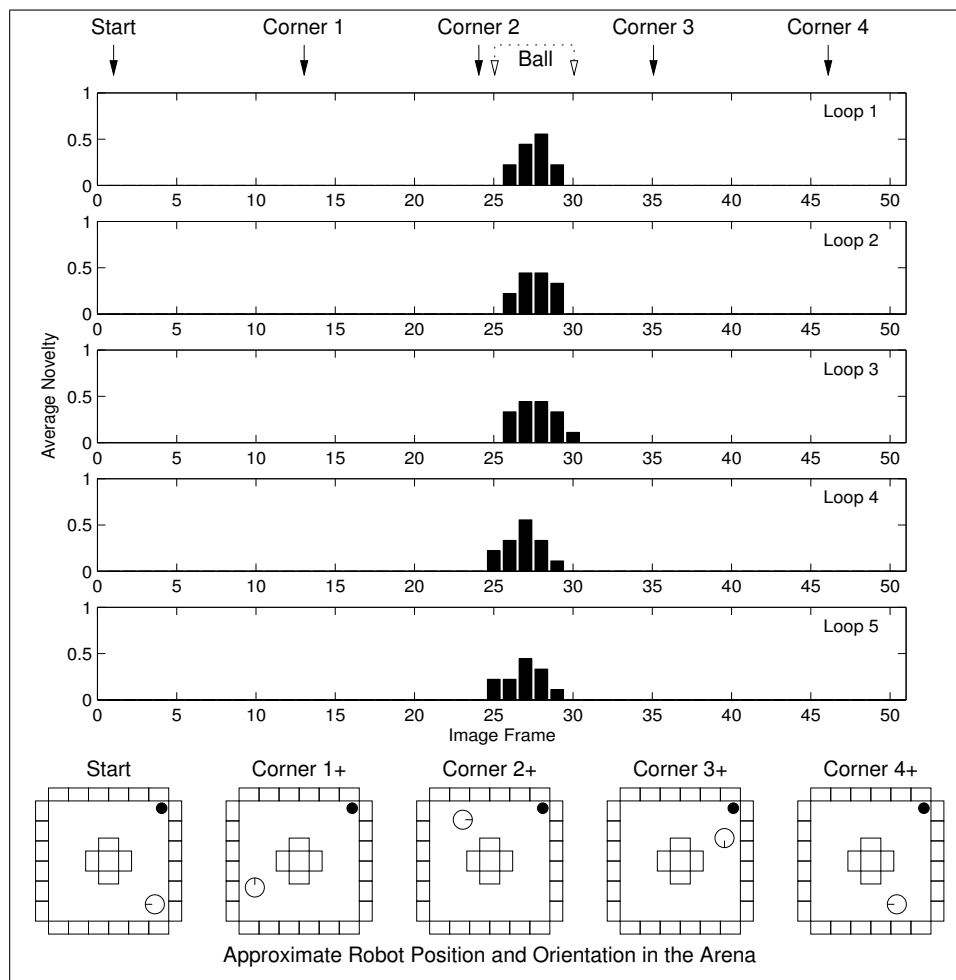 Start Corner 1 Corner 2 Corner 3 Corner 4
Ball
1
0.5
0
Loop 1
0 5 10 15 20 25 30 35 40 45 50
1
0.5
0
Loop 2
0 5 10 15 20 25 30 35 40 45 50
1
0.5
0
Loop 3
0 5 10 15 20 25 30 35 40 45 50
1
0.5
0
Loop 4
0 5 10 15 20 25 30 35 40 45 50
1
0.5
0
Loop 5
0 5 10 15 20 25 30 35 40 45 50
Average Novelty
Image Frame
Start Corner 1+ Corner 2+ Corner 3+ Corner 4+
Approximate Robot Position and Orientation in the Arena